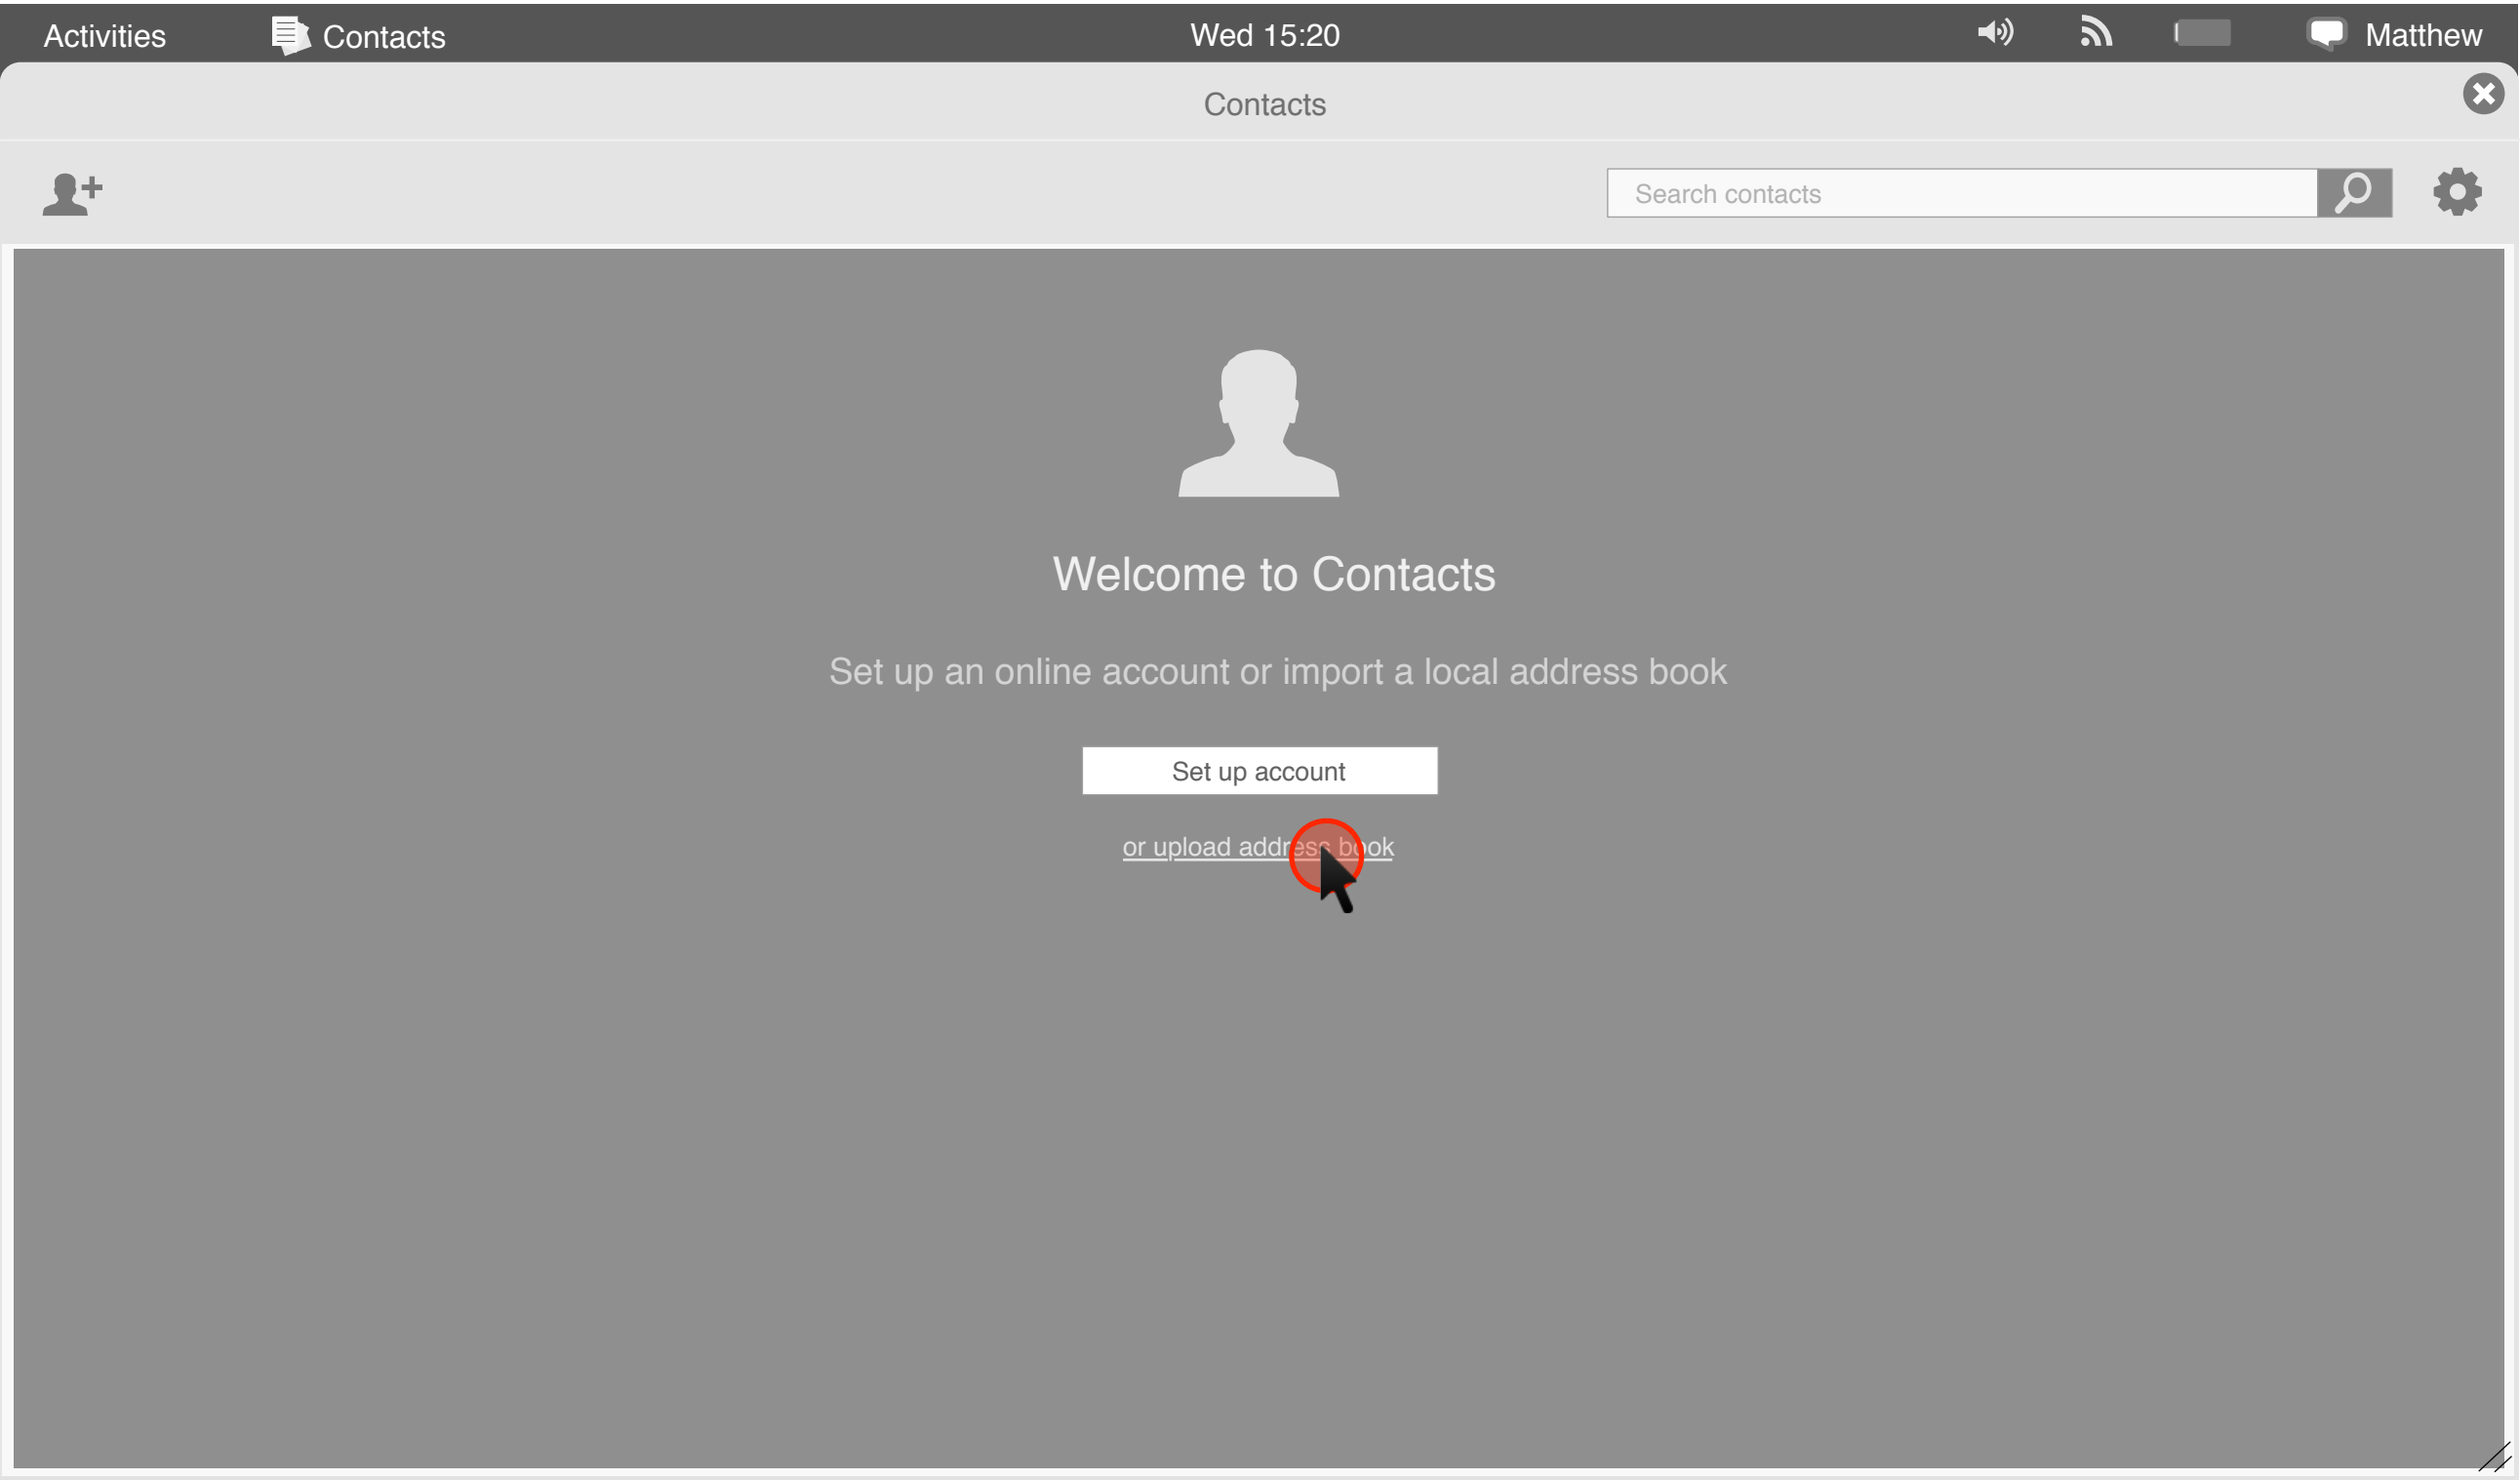 Activities Contacts Wed 15:20 Matthew
Contacts
Search contacts
Welcome to Contacts
Set up an online account or import a local address book
Set up account
or upload address book